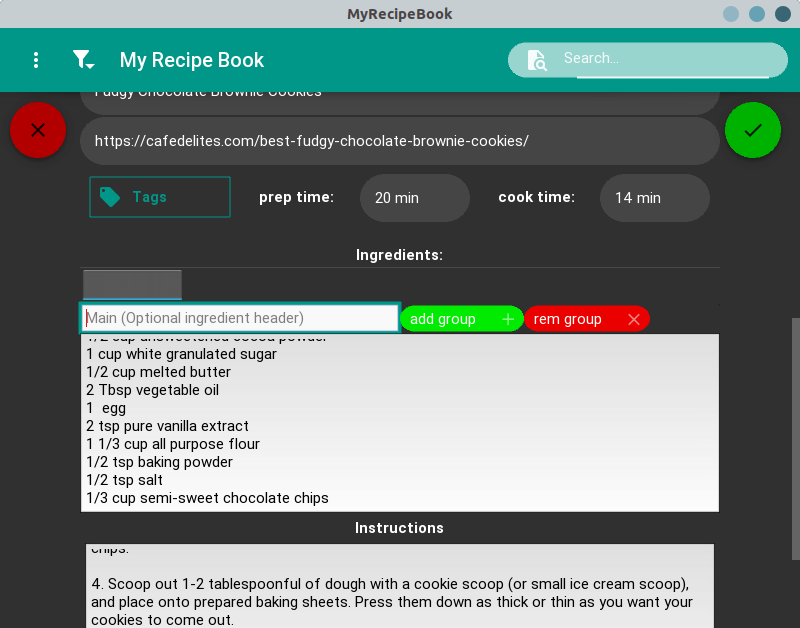 MyRecipeBook
My Recipe Book
Search...
Fudgy Chocolate Brownie Cookies
https://cafedelites.com/best-fudgy-chocolate-brownie-cookies/
Tags
prep time:
20 min
cook time:
14 min
Ingredients:
Main (Optional ingredient header)
add group
rem group
1/2 cup unsweetened cocoa powder
1 cup white granulated sugar
1/2 cup melted butter
2 Tbsp vegetable oil
1  egg
2 tsp pure vanilla extract
1 1/3 cup all purpose flour
1/2 tsp baking powder
1/2 tsp salt
1/3 cup semi-sweet chocolate chips
Instructions
chips.
4. Scoop out 1-2 tablespoonful of dough with a cookie scoop (or small ice cream scoop),
and place onto prepared baking sheets. Press them down as thick or thin as you want your
cookies to come out.